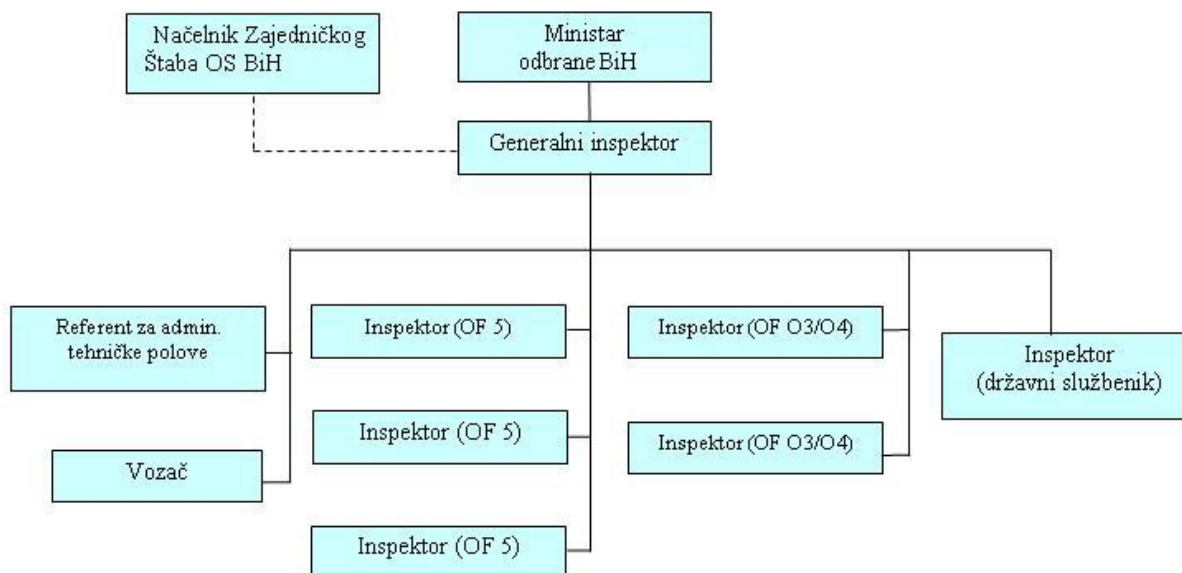 Načelnik Zajedničkog
Štaba OS BiH
Ministar
odbrane BiH
Generalni inspektor
Referent za admin.
tehničke polove
Inspektor (OF 5)
Inspektor (OF O3/O4)
Inspektor
(državni službenik)
Inspektor (OF 5)
Inspektor (OF O3/O4)
Vozač
Inspektor (OF 5)